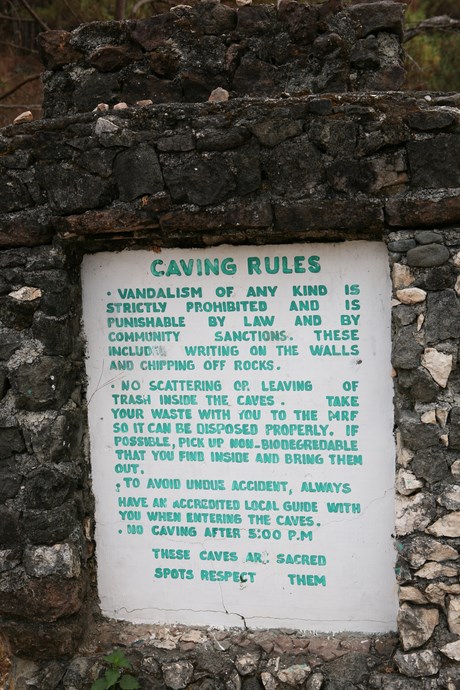 CAVING RULES
· VANDALISM OF ANY KIND IS
STRICTLY PROHIBITED AND IS
PUNISHABLE BY LAW AND BY
COMMUNITY SANCTIONS. THESE
INCLUDE WRITING ON THE WALLS
AND CHIPPING OFF ROCKS.
· NO SCATTERING OR LEAVING OF
TRASH INSIDE THE CAVES. TAKE
YOUR WASTE WITH YOU TO THE MRF
SO IT CAN BE DISPOSED PROPERLY. IF
POSSIBLE, PICK UP NON-BIODEGREDABLE
THAT YOU FIND INSIDE AND BRING THEM
OUT.
· TO AVOID UNDUE ACCIDENT, ALWAYS
HAVE AN ACCREDITED LOCAL GUIDE WITH
YOU WHEN ENTERING THE CAVES.
· NO CAVING AFTER 5:00 P.M
THESE CAVES ARE SACRED
SPOTS RESPECT THEM